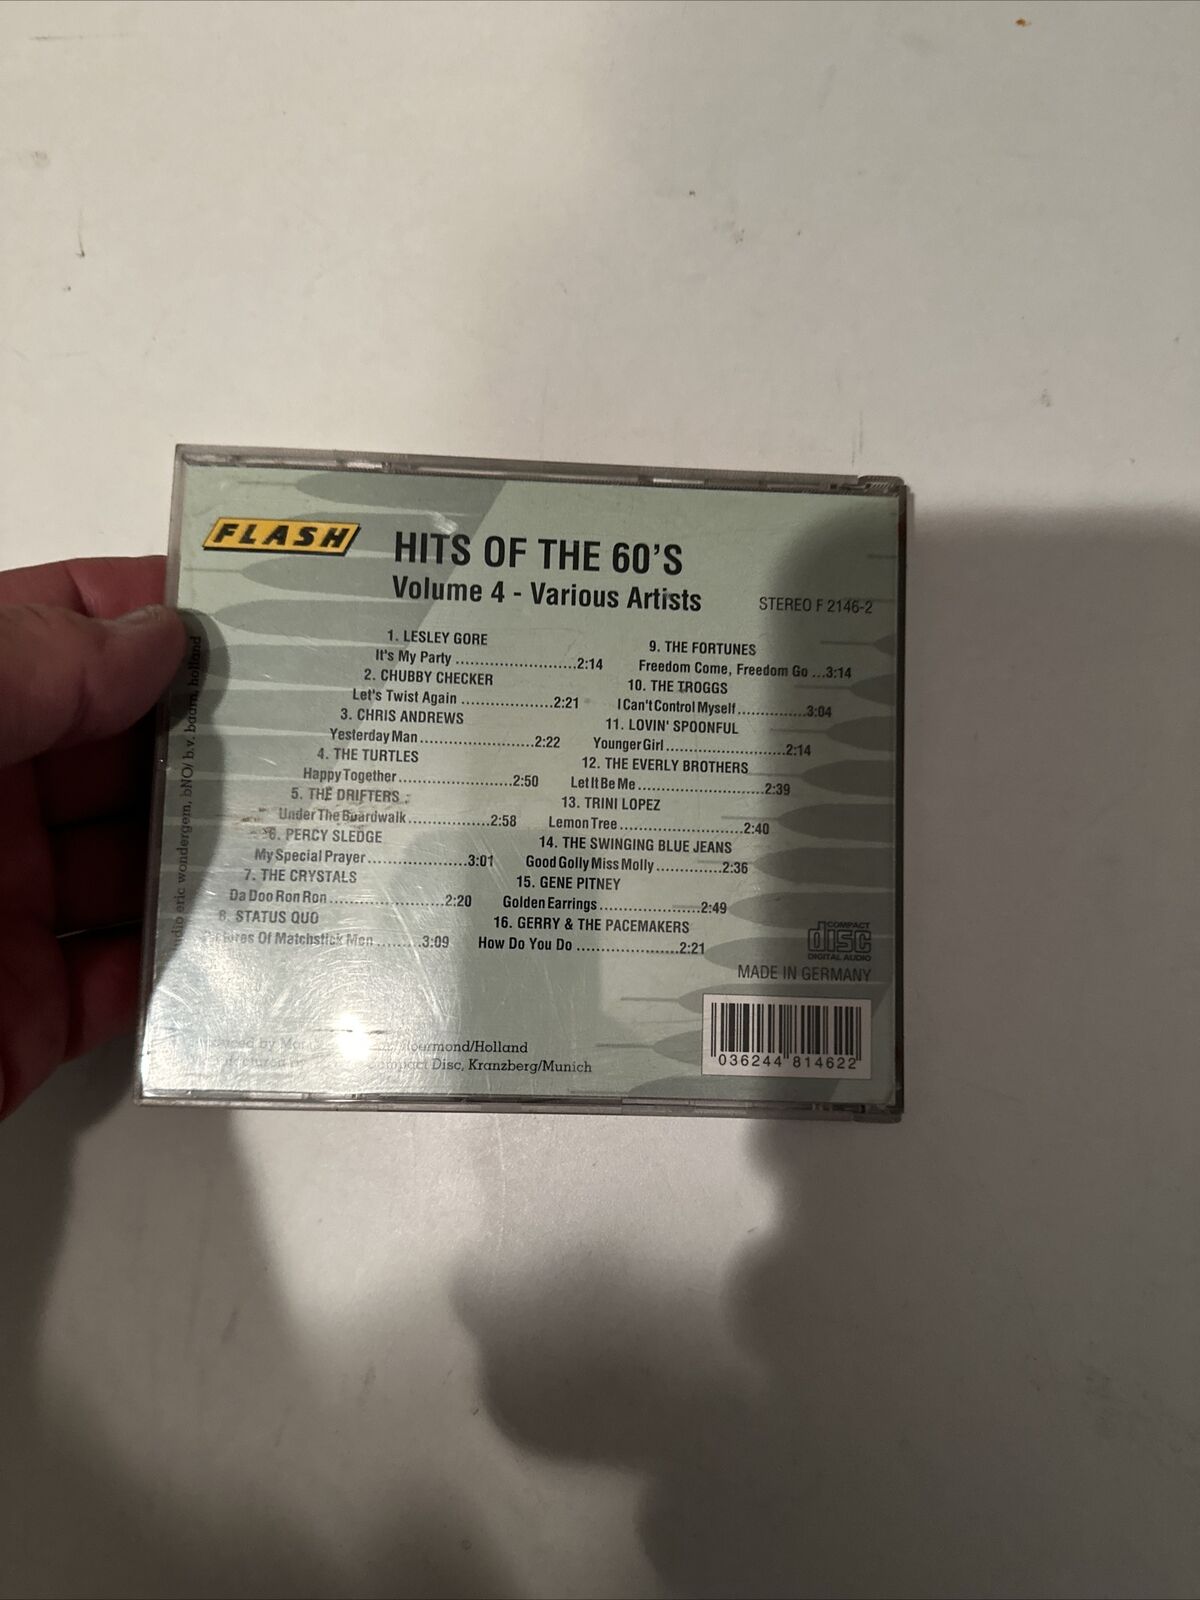 FLASH
HITS OF THE 60'S
Volume 4 - Various Artists
STEREO F 2146-2
1. LESLEY GORE
It's My Party ........................2:14
2. CHUBBY CHECKER
Let's Twist Again ..................2:21
3. CHRIS ANDREWS
Yesterday Man ......................2:22
4. THE TURTLES
Happy Together ......................2:50
5. THE DRIFTERS
Under The Boardwalk ................2:58
6. PERCY SLEDGE
My Special Prayer ...................3:01
7. THE CRYSTALS
Da Doo Ron Ron ......................2:20
8. STATUS QUO
Of Matchstick Men .........3:09
9. THE FORTUNES
Freedom Come, Freedom Go ...3:14
10. THE TROGGS
I Can't Control Myself .............3:04
11. LOVIN' SPOONFUL
Younger Girl ......................2:14
12. THE EVERLY BROTHERS
Let It Be Me ........................2:39
13. TRINI LOPEZ
Lemon Tree .......................2:40
14. THE SWINGING BLUE JEANS
Good Golly Miss Molly .............2:36
15. GENE PITNEY
Golden Earrings ...................2:49
16. GERRY & THE PACEMAKERS
How Do You Do ...................2:21
COMPACT
disc
DIGITAL AUDIO
MADE IN GERMANY
by /Holland
Disc, Kranzberg/Munich
036244 814622
eric wondergem, bNO/ b.v. baarn, holland